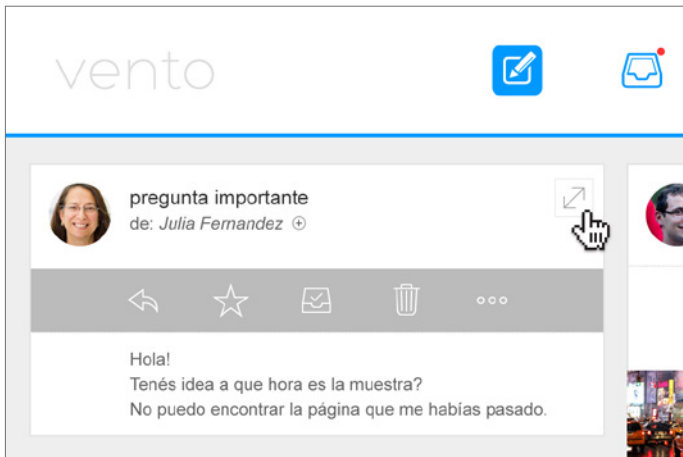 vento
pregunta importante
de: Julia Fernandez
Hola!
Tenés idea a que hora es la muestra?
No puedo encontrar la página que me habías pasado.